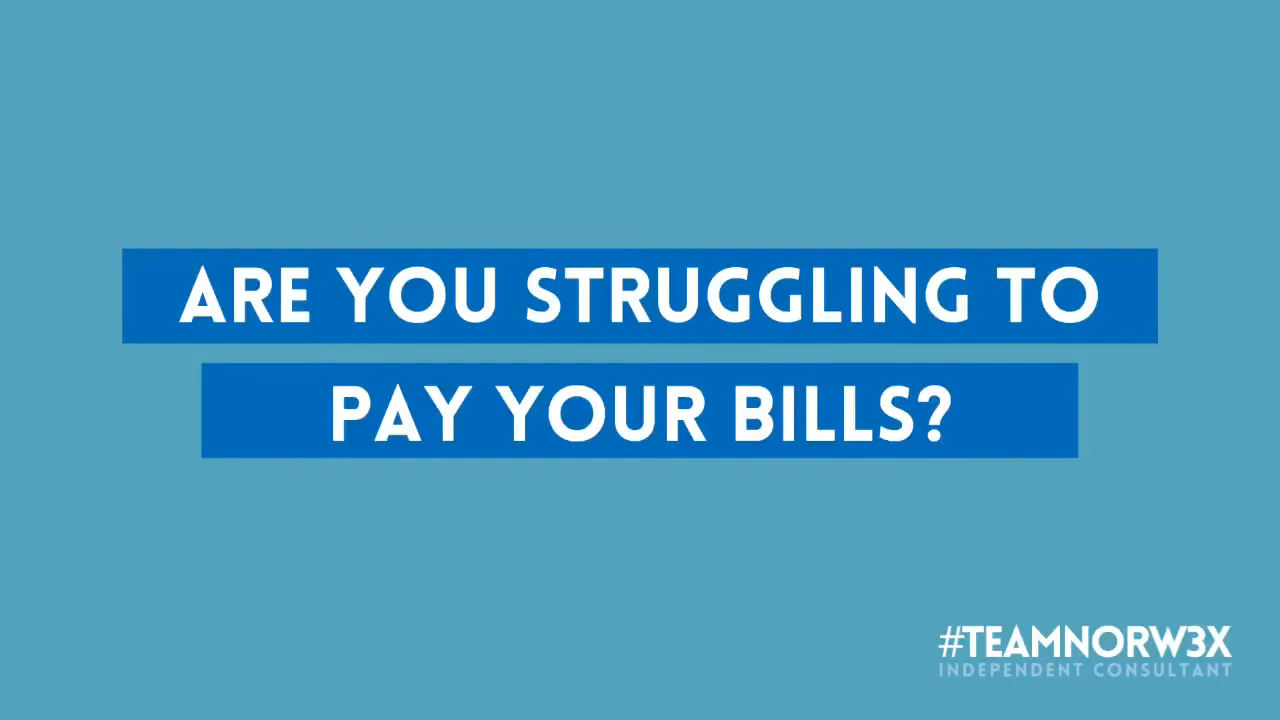 ARE YOU STRUGGLING TO
PAY YOUR BILLS?
#TEAMNORW3X
INDEPENDENT CONSULTANT